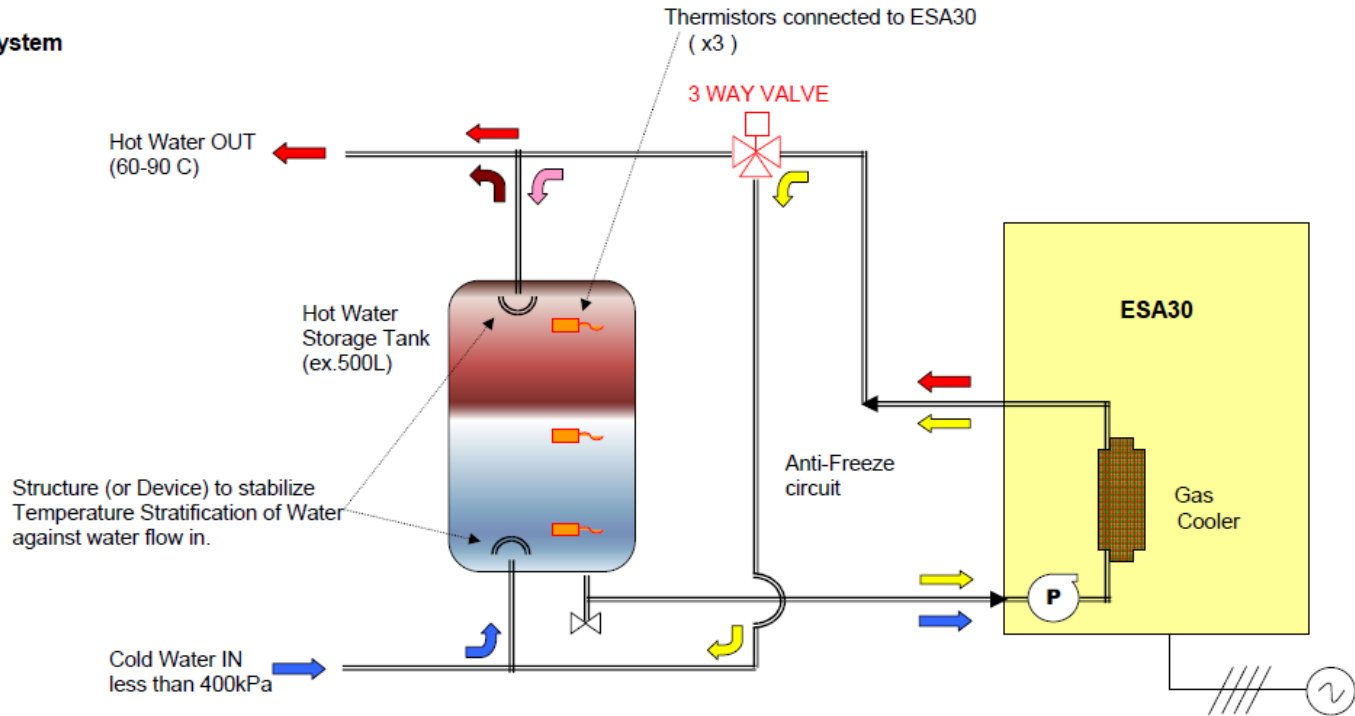 Thermistors connected to ESA30
( x3 )
ystem
3 WAY VALVE
Hot Water OUT
(60-90 C)
Hot Water
Storage Tank
(ex.500L)
ESA30
Structure (or Device) to stabilize
Temperature Stratification of Water
against water flow in.
Anti-Freeze
circuit
Gas
Cooler
P
Cold Water IN
less than 400kPa